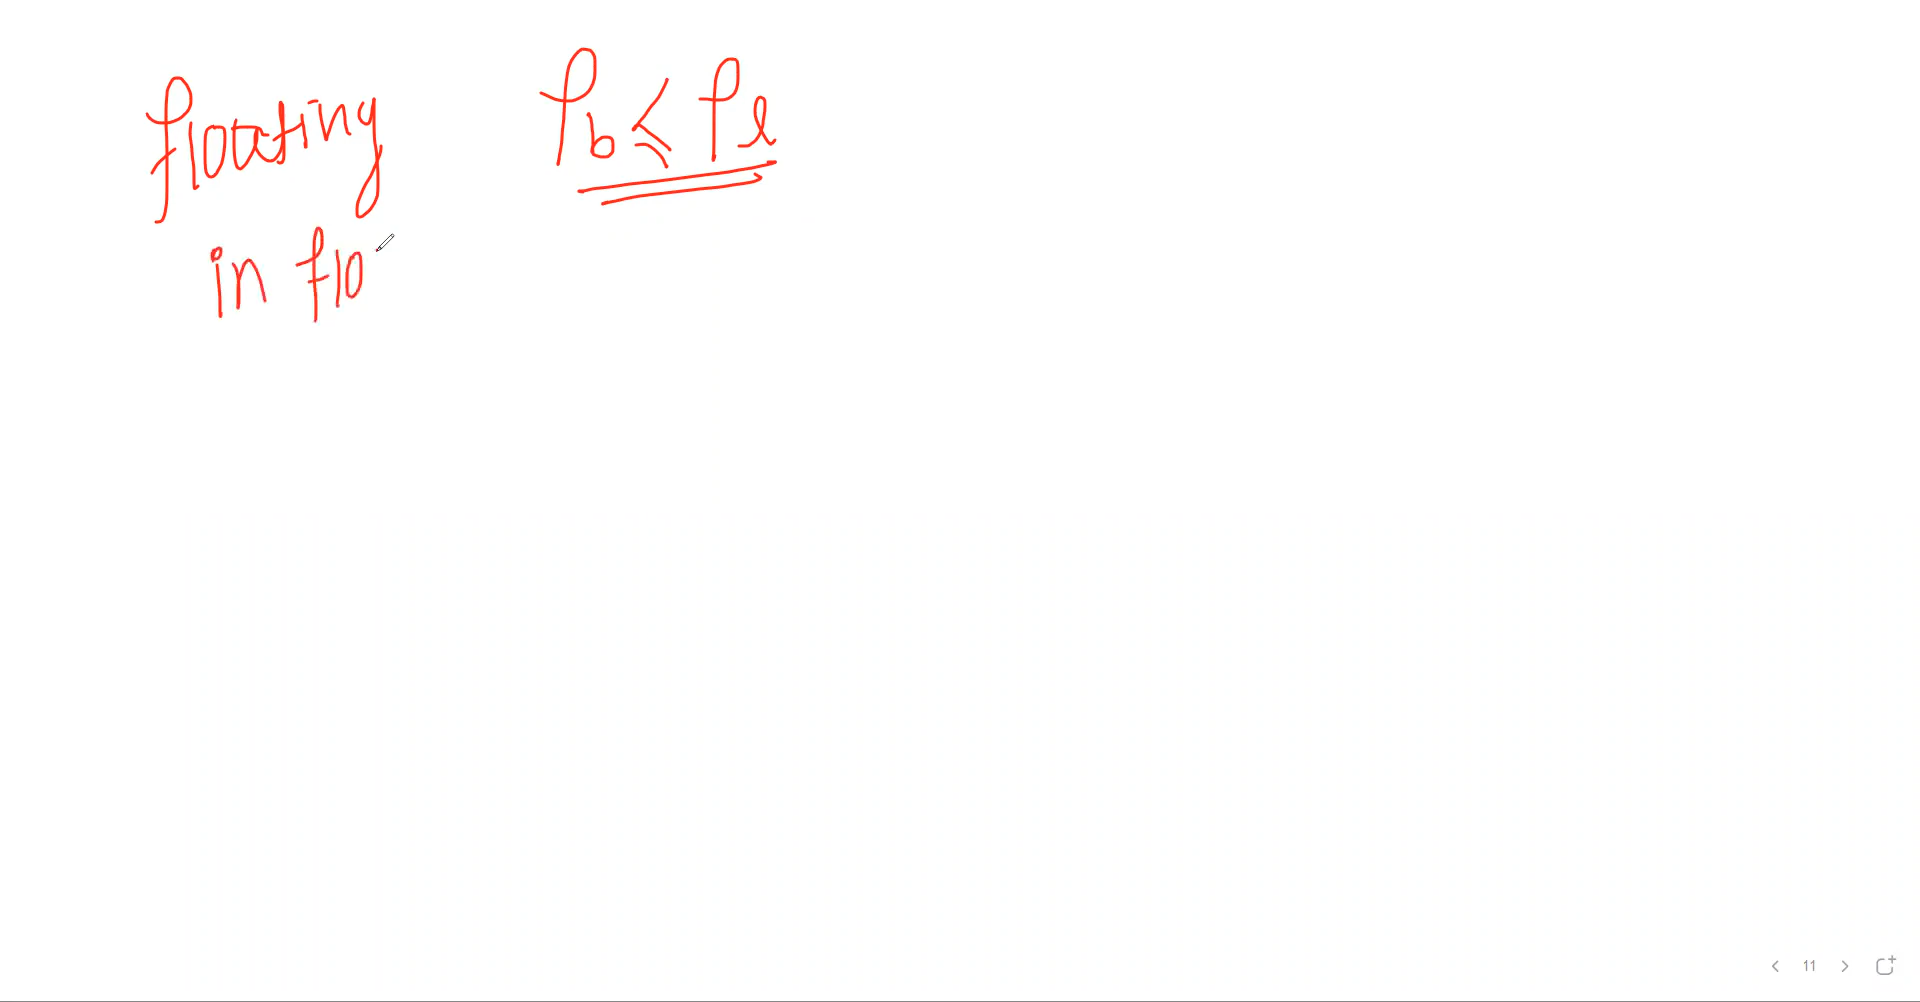 floating ρb ≤ ρl
in flo
11